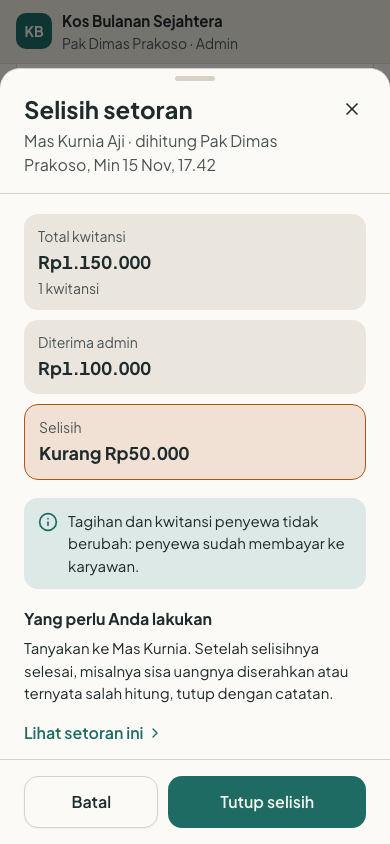 KB
Kos Bulanan Sejahtera
Pak Dimas Prakoso · Admin
Selisih setoran
Mas Kurnia Aji · dihitung Pak Dimas
Prakoso, Min 15 Nov, 17.42
Total kwitansi
Rp1.150.000
1 kwitansi
Diterima admin
Rp1.100.000
Selisih
Kurang Rp50.000
Tagihan dan kwitansi penyewa tidak
berubah: penyewa sudah membayar ke
karyawan.
Yang perlu Anda lakukan
Tanyakan ke Mas Kurnia. Setelah selisihnya
selesai, misalnya sisa uangnya diserahkan atau
ternyata salah hitung, tutup dengan catatan.
Lihat setoran ini
Batal
Tutup selisih